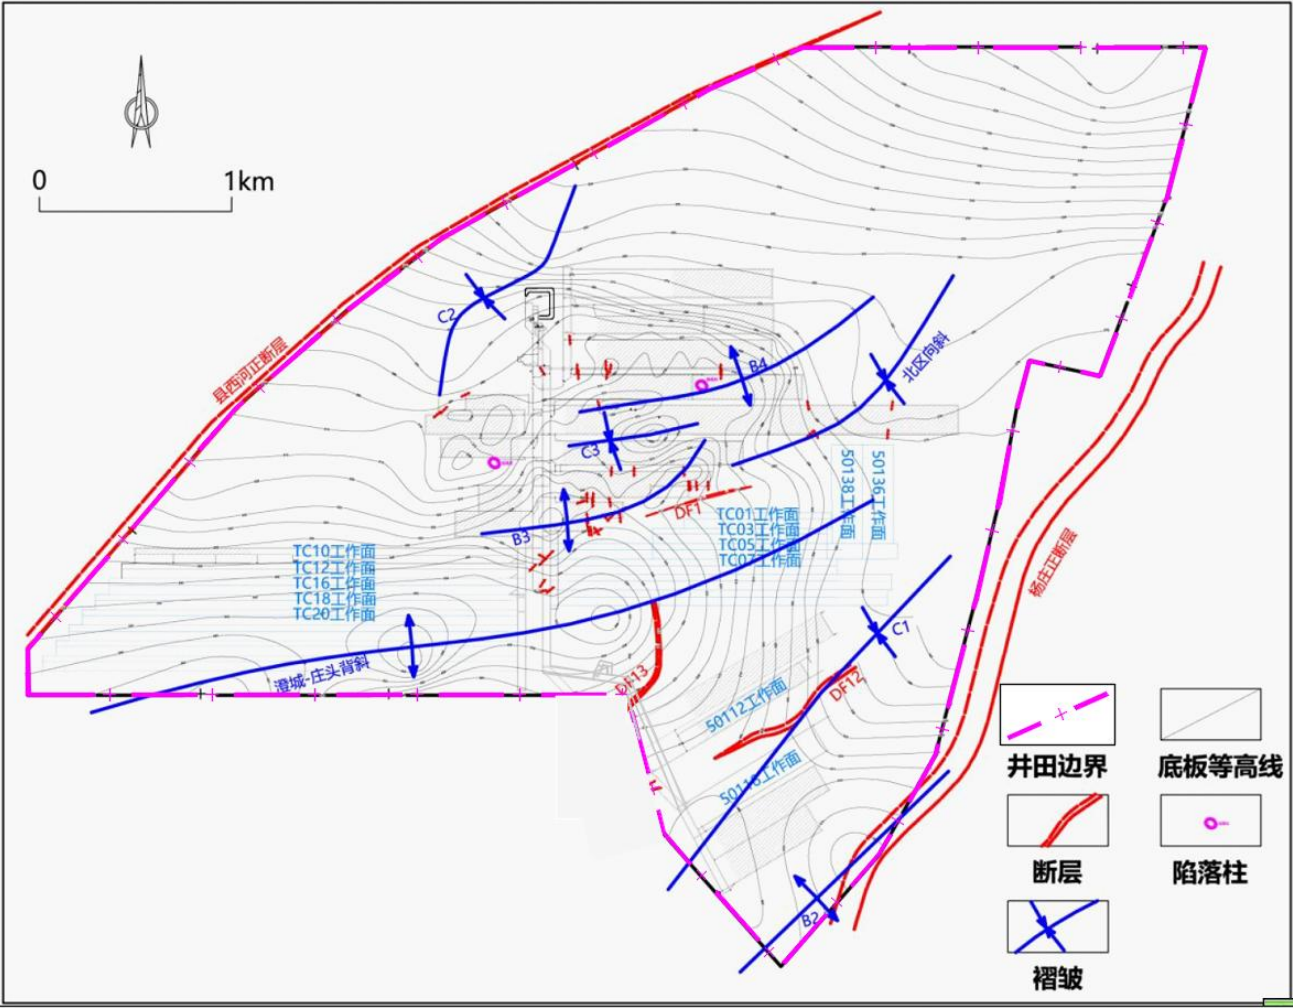 0 1km
C2
县西河正断层
B4
北区向斜
C3
B3
DF1
TC01工作面
TC03工作面
TC05工作面
TC07工作面
50138工作面
50136工作面
TC10工作面
TC12工作面
TC16工作面
TC18工作面
TC20工作面
杨庄正断层
澄城-庄头背斜
C1
DF13
DF12
50112工作面
50110工作面
B2
井田边界
底板等高线
断层
陷落柱
褶皱